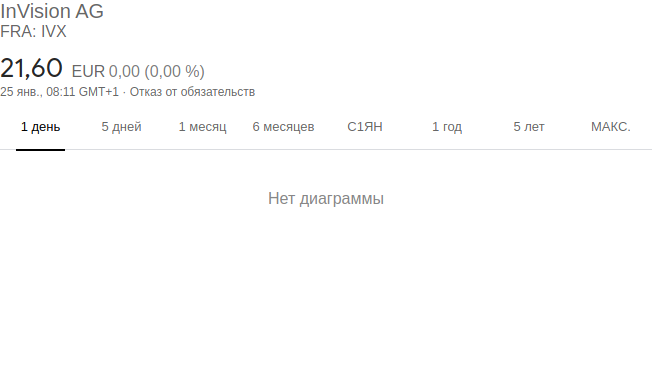 InVision AG
FRA: IVX
21,60 EUR 0,00 (0,00 %)
25 янв., 08:11 GMT+1 · Отказ от обязательств
1 день 5 дней 1 месяц 6 месяцев С1ЯН 1 год 5 лет МАКС.
Нет диаграммы